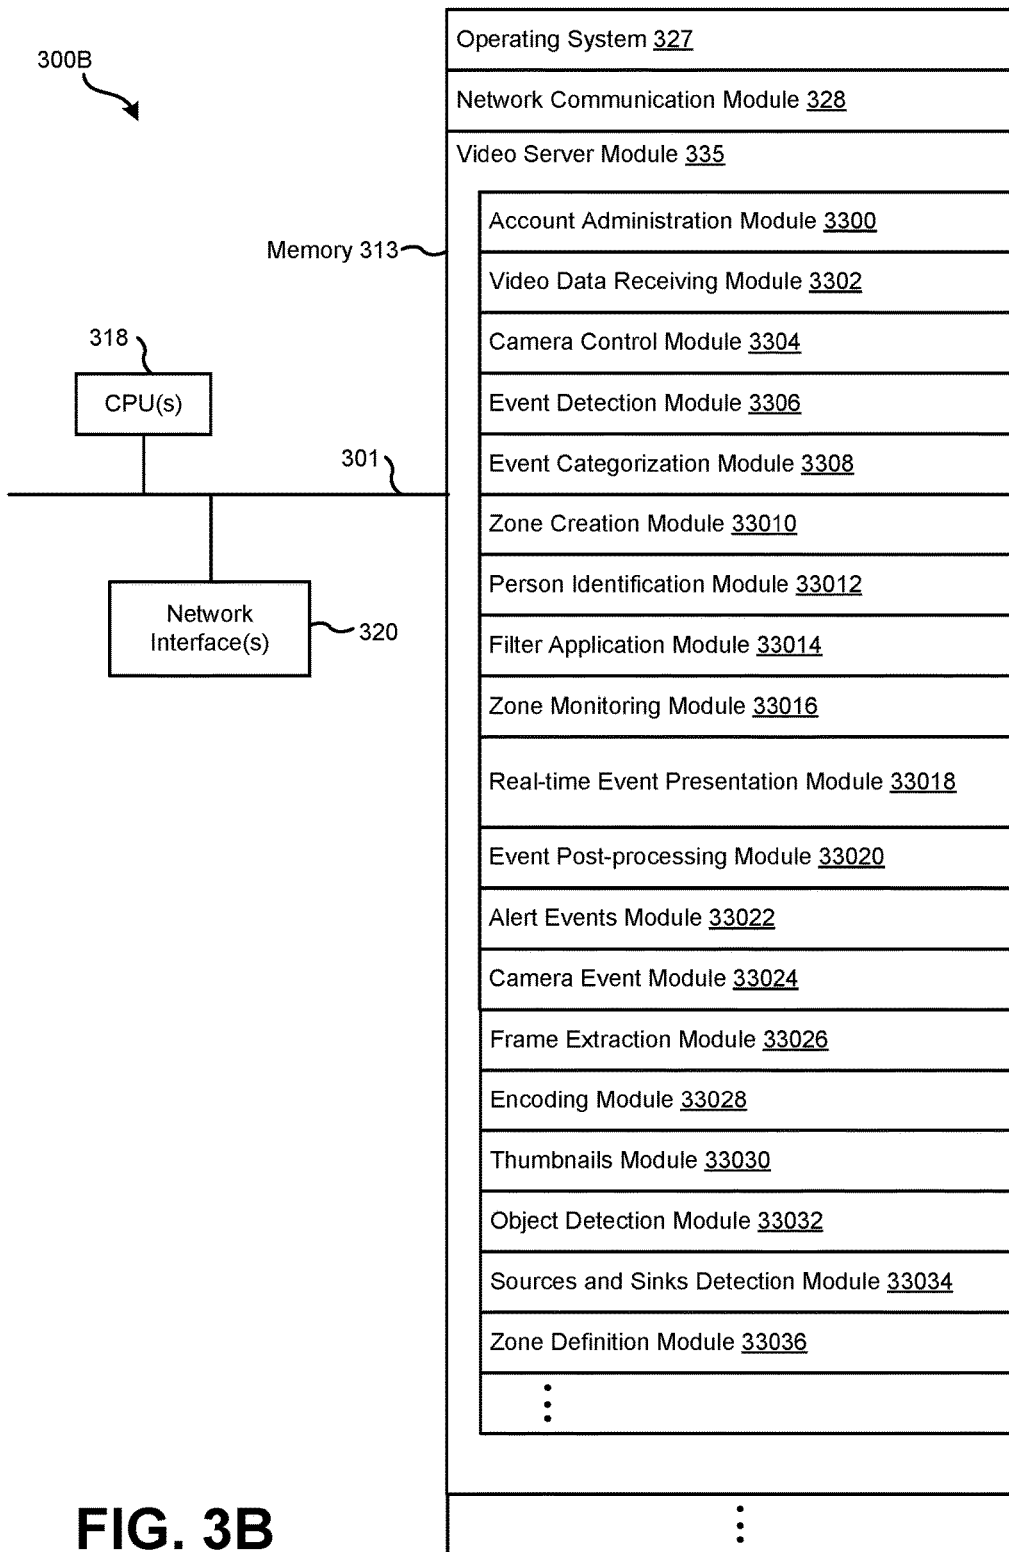 300B
Operating System 327
Network Communication Module 328
Video Server Module 335
Account Administration Module 3300
Memory 313
Video Data Receiving Module 3302
Camera Control Module 3304
318
CPU(s)
Event Detection Module 3306
301
Event Categorization Module 3308
Zone Creation Module 33010
Person Identification Module 33012
Network
Interface(s)
320
Filter Application Module 33014
Zone Monitoring Module 33016
Real-time Event Presentation Module 33018
Event Post-processing Module 33020
Alert Events Module 33022
Camera Event Module 33024
Frame Extraction Module 33026
Encoding Module 33028
Thumbnails Module 33030
Object Detection Module 33032
Sources and Sinks Detection Module 33034
Zone Definition Module 33036
FIG. 3B